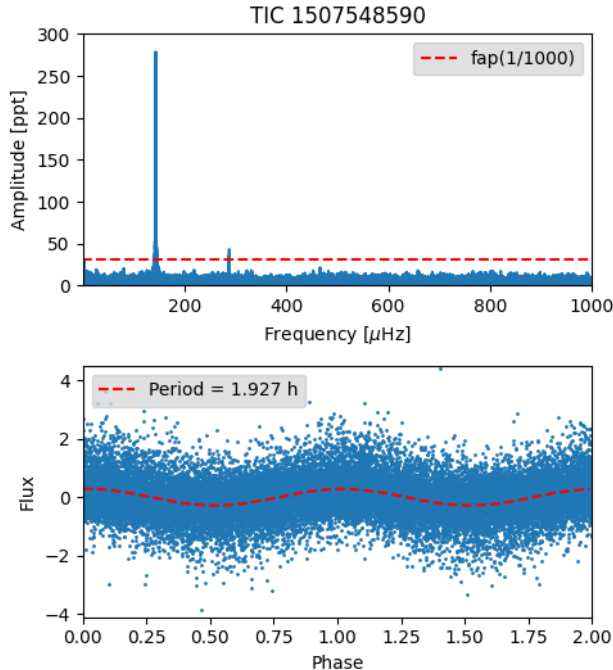 TIC 1507548590
300
250
200
150
100
50
0
Amplitude [ppt]
fap(1/1000)
200 400 600 800 1000
Frequency [μHz]
4
2
0
−2
−4
Flux
Period = 1.927 h
0.00 0.25 0.50 0.75 1.00 1.25 1.50 1.75 2.00
Phase